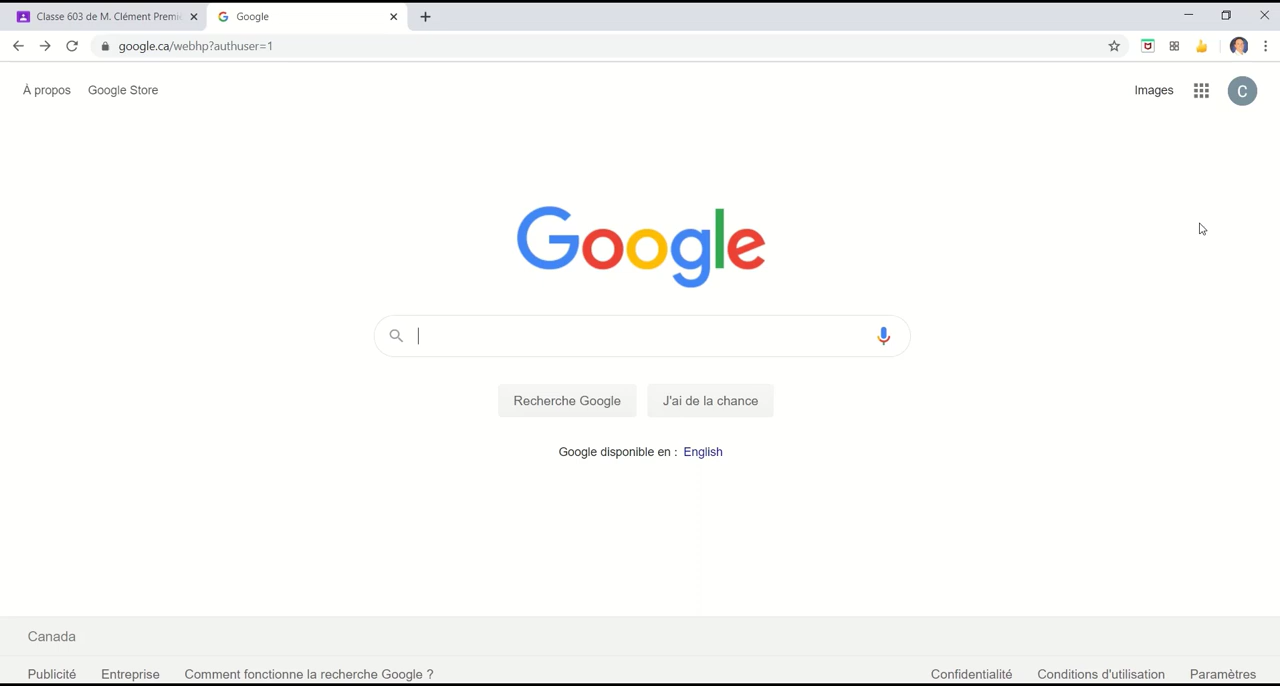 Classe 603 de M. Clément Premi
Google
google.ca/webhp?authuser=1
À propos
Google Store
Images
C
Google
Recherche Google
J'ai de la chance
Google disponible en : English
Canada
Publicité
Entreprise
Comment fonctionne la recherche Google ?
Confidentialité
Conditions d'utilisation
Paramètres